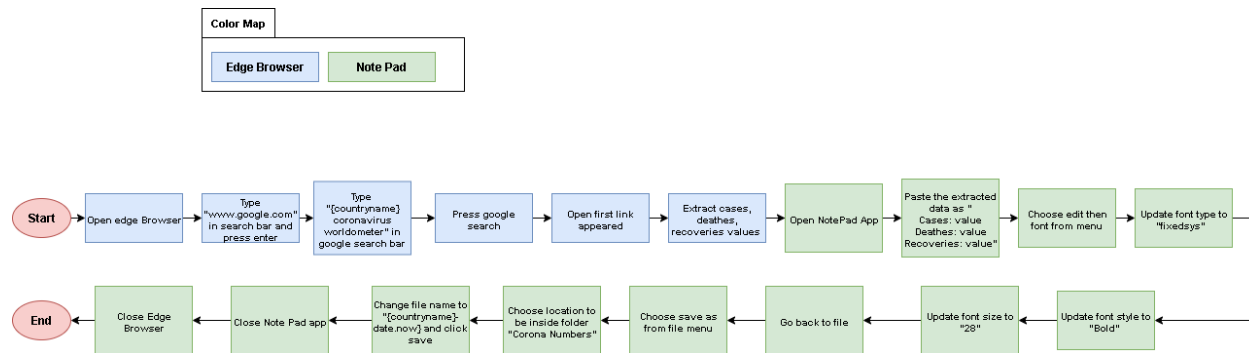 Color Map
Edge Browser
Note Pad
Start
Open edge Browser
Type
"www.google.com"
in search bar and
press enter
Type
"{countryname}
coronavirus
worldometer" in
google search bar
Press google
search
Open first link
appeared
Extract cases,
deathes,
recoveries values
Open NotePad App
Paste the extracted
data as "
Cases: value
Deathes: value
Recoveries: value"
Choose edit then
font from menu
Update font type to
"fixedsys"
Update font style to
"Bold"
Update font size to
"28"
Go back to file
Choose save as
from file menu
Choose location to
be inside folder
"Corona Numbers"
Change file name to
"{countryname}-
date.now} and click
save
Close Note Pad app
Close Edge
Browser
End